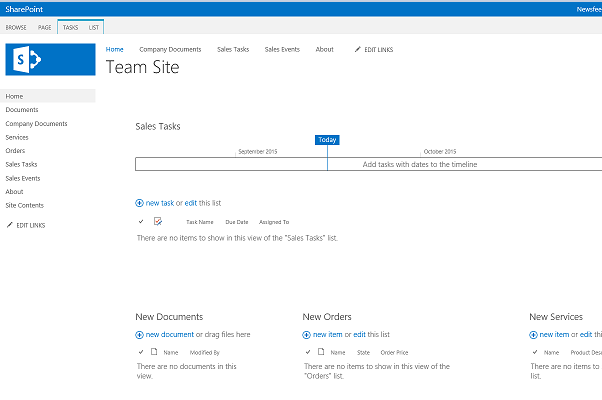 SharePoint Newsfee
BROWSE PAGE TASKS LIST
S
Home Company Documents Sales Tasks Sales Events About EDIT LINKS
Team Site
Home
Documents
Company Documents
Services
Orders
Sales Tasks
Sales Events
About
Site Contents
EDIT LINKS
Sales Tasks
Today
September 2015 October 2015
Add tasks with dates to the timeline
new task or edit this list
Task Name Due Date Assigned To
There are no items to show in this view of the "Sales Tasks" list.
New Documents
new document or drag files here
Name Modified By
There are no documents in this
view.
New Orders
new item or edit this list
Name State Order Price
There are no items to show in this view of the
"Orders" list.
New Services
new item or edit thi
Name Product Des
There are no items to
list.